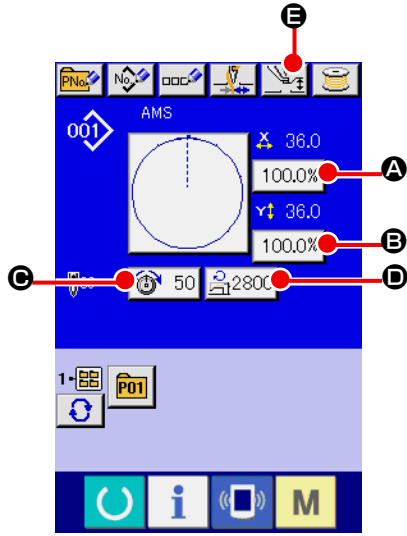 E
PNo. No.
AMS
001
X 36.0
100.0% A
Y 36.0
100.0% B
C 50 2800 D
1•
P01
i M